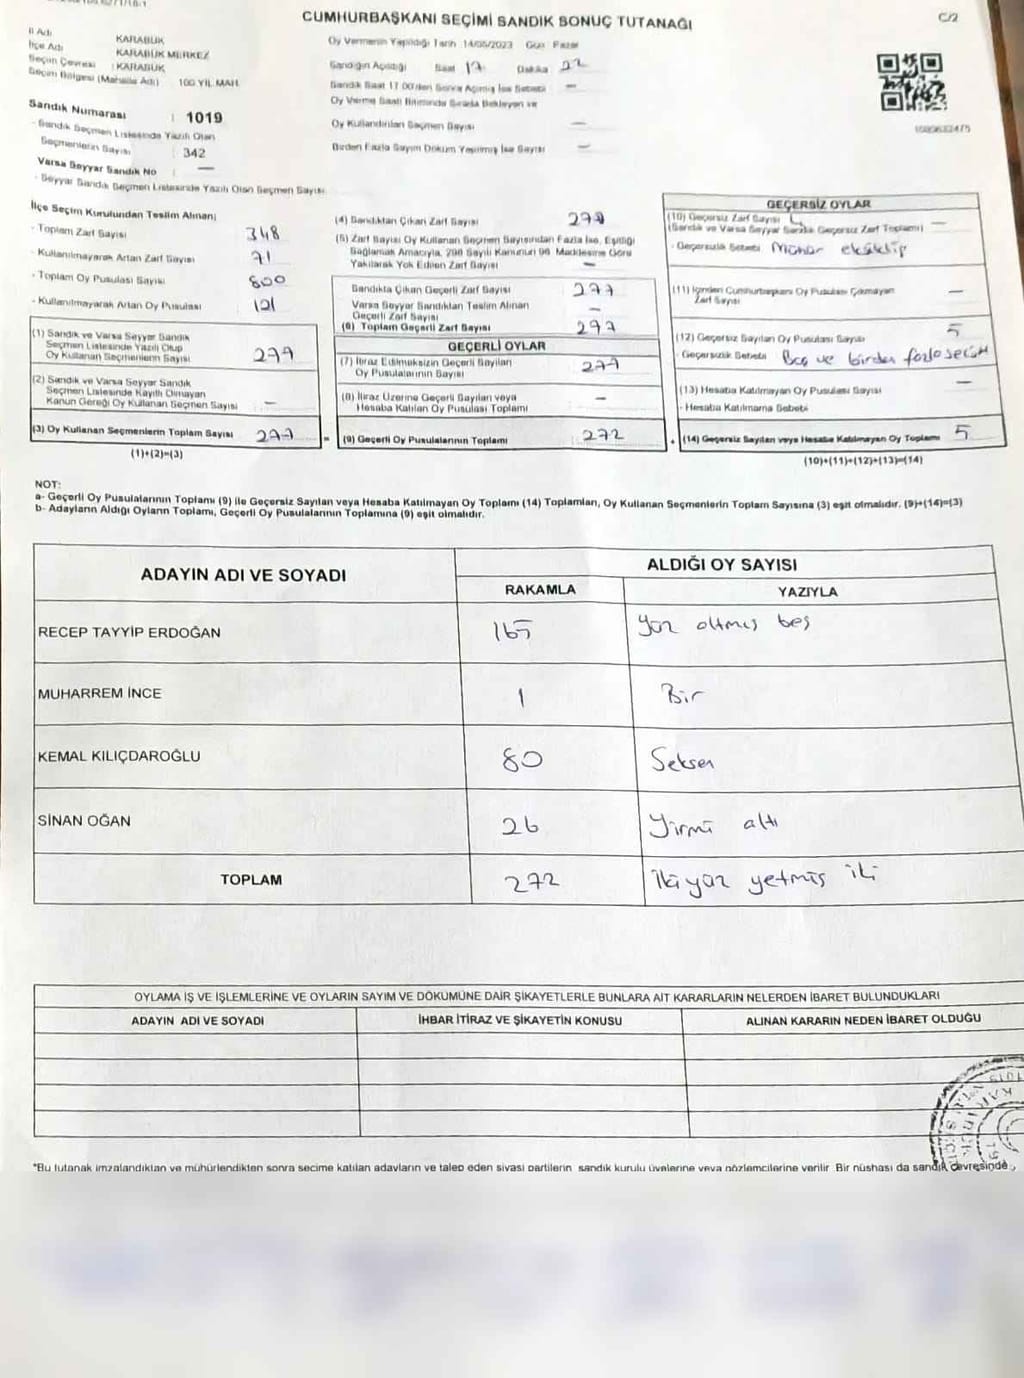 CUMHURBAŞKANI SEÇİMİ SANDIK SONUÇ TUTANAĞI
C/2
İl Adı KARABÜK
İlçe Adı KARABÜK MERKEZ
Seçim Çevresi : KARABÜK
Seçim Bölgesi (Mahalle Adı) 100 YIL MAH.
Sandık Numarası : 1019
- Sandık Seçmen Listesinde Yazılı Olan
Seçmenlerin Sayısı : 342
Varsa Seyyar Sandık No : —
- Seyyar Sandık Seçmen Listesinde Yazılı Olan Seçmen Sayısı
Oy Vermenin Yapıldığı Tarih 14/05/2023 Gün Pazar
Sandığın Açıldığı Saat 17 Dakika 22
Sandık Saat 17.00'den Sonra Açılmış İse Sebebi —
Oy Verme Saati Bitiminde Sırada Bekleyen ve
Oy Kullandırılan Seçmen Sayısı —
Birden Fazla Sayım Döküm Yapılmış İse Sayısı —
İlçe Seçim Kurulundan Teslim Alınan;
- Toplam Zarf Sayısı 348
- Kullanılmayarak Artan Zarf Sayısı 71
- Toplam Oy Pusulası Sayısı 800
- Kullanılmayarak Artan Oy Pusulası 121
(1) Sandık ve Varsa Seyyar Sandık
Seçmen Listesinde Yazılı Olup
Oy Kullanan Seçmenlerin Sayısı 277
(2) Sandık ve Varsa Seyyar Sandık
Seçmen Listesinde Kayıtlı Olmayan
Kanun Gereği Oy Kullanan Seçmen Sayısı —
(3) Oy Kullanan Seçmenlerin Toplam Sayısı 277
(1)+(2)=(3)
(4) Sandıktan Çıkan Zarf Sayısı 277
(5) Zarf Sayısı Oy Kullanan Seçmen Sayısından Fazla İse, Eşitliği
Sağlamak Amacıyla, 298 Sayılı Kanunun 98. Maddesine Göre
Yakılarak Yok Edilen Zarf Sayısı —
Sandıkta Çıkan Geçerli Zarf Sayısı 277
Varsa Seyyar Sandıktan Teslim Alınan
Geçerli Zarf Sayısı —
(6) Toplam Geçerli Zarf Sayısı 277
GEÇERLİ OYLAR
(7) İtiraz Edilmeksizin Geçerli Sayılan
Oy Pusulalarının Sayısı 277
(8) İtiraz Üzerine Geçerli Sayılan veya
Hesaba Katılan Oy Pusulası Toplamı —
= (9) Geçerli Oy Pusulalarının Toplamı 272
GEÇERSİZ OYLAR
(10) Geçersiz Zarf Sayısı —
(Sandık ve Varsa Seyyar Sandık Geçersiz Zarf Toplamı)
- Geçersizlik Sebebi
(11) İçinden Cumhurbaşkanı Oy Pusulası Çıkmayan
Zarf Sayısı —
(12) Geçersiz Sayılan Oy Pusulası Sayısı 5
- Geçersizlik Sebebi Boş ve birden fazla
(13) Hesaba Katılmayan Oy Pusulası Sayısı —
- Hesaba Katılmama Sebebi
+ (14) Geçersiz Sayılan veya Hesaba Katılmayan Oy Toplamı 5
(10)+(11)+(12)+(13)=(14)
NOT:
a- Geçerli Oy Pusulalarının Toplamı (9) ile Geçersiz Sayılan veya Hesaba Katılmayan Oy Toplamı (14) Toplamları, Oy Kullanan Seçmenlerin Toplam Sayısına (3) eşit olmalıdır. (9)+(14)=(3)
b- Adayların Aldığı Oyların Toplamı, Geçerli Oy Pusulalarının Toplamına (9) eşit olmalıdır.
ADAYIN ADI VE SOYADI ALDIĞI OY SAYISI
RAKAMLA YAZIYLA
RECEP TAYYİP ERDOĞAN 165 Yüz altmış beş
MUHARREM İNCE 1 Bir
KEMAL KILIÇDAROĞLU 80 Seksen
SİNAN OĞAN 26 Yirmi altı
TOPLAM 272 İkiyüz yetmiş iki
OYLAMA İŞ VE İŞLEMLERİNE VE OYLARIN SAYIM VE DÖKÜMÜNE DAİR ŞİKAYETLERLE BUNLARA AİT KARARLARIN NELERDEN İBARET BULUNDUKLARI
ADAYIN ADI VE SOYADI İHBAR İTİRAZ VE ŞİKAYETİN KONUSU ALINAN KARARIN NEDEN İBARET OLDUĞU
*Bu tutanak imzalandıktan ve mühürlendikten sonra seçime katılan adayların ve talep eden siyasi partilerin sandık kurulu üyelerine veya gözlemcilerine verilir. Bir nüshası da sandık çevresinde